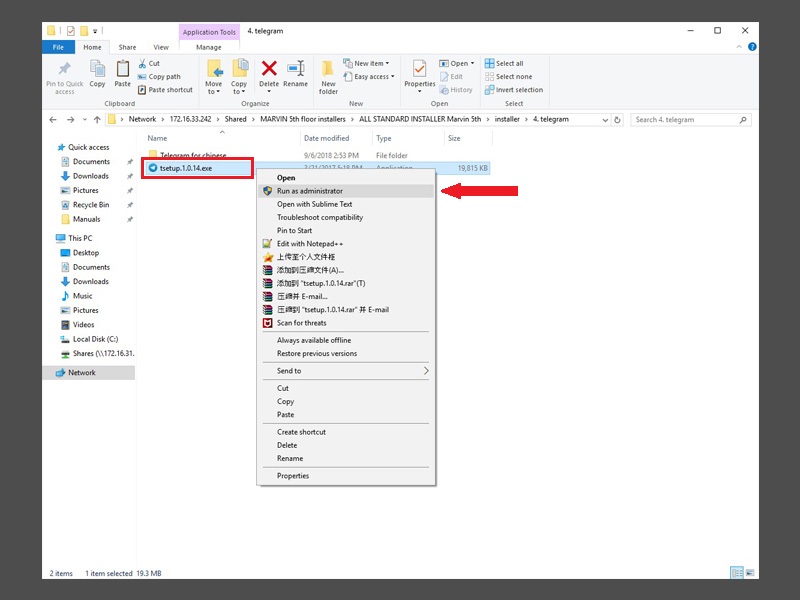 Application Tools
4. telegram
File
Home
Share
View
Manage
Pin to Quick access
Copy
Paste
Cut
Copy path
Paste shortcut
Clipboard
Move to
Copy to
Delete
Rename
Organize
New folder
New item
Easy access
New
Properties
Open
Edit
History
Open
Select all
Select none
Invert selection
Select
Network
172.16.33.242
Shared
MARVIN 5th floor installers
ALL STANDARD INSTALLER Marvin 5th
installer
4. telegram
Search 4. telegram
Name
Date modified
Type
Size
Quick access
Documents
Downloads
Pictures
Recycle Bin
Manuals
This PC
Desktop
Documents
Downloads
Music
Pictures
Videos
Local Disk (C:)
Shares (\\172.16.31.
Network
Telegram for chinese
9/6/2018 2:53 PM
File folder
tsetup.1.0.14.exe
3/21/2017 5:18 PM
Application
19,815 KB
Open
Run as administrator
Open with Sublime Text
Troubleshoot compatibility
Pin to Start
Edit with Notepad++
上传至个人文件柜
添加到压缩文件(A)...
添加到 "tsetup.1.0.14.rar"(T)
压缩并 E-mail...
压缩到 "tsetup.1.0.14.rar" 并 E-mail
Scan for threats
Always available offline
Restore previous versions
Send to
Cut
Copy
Paste
Create shortcut
Delete
Rename
Properties
2 items
1 item selected 19.3 MB